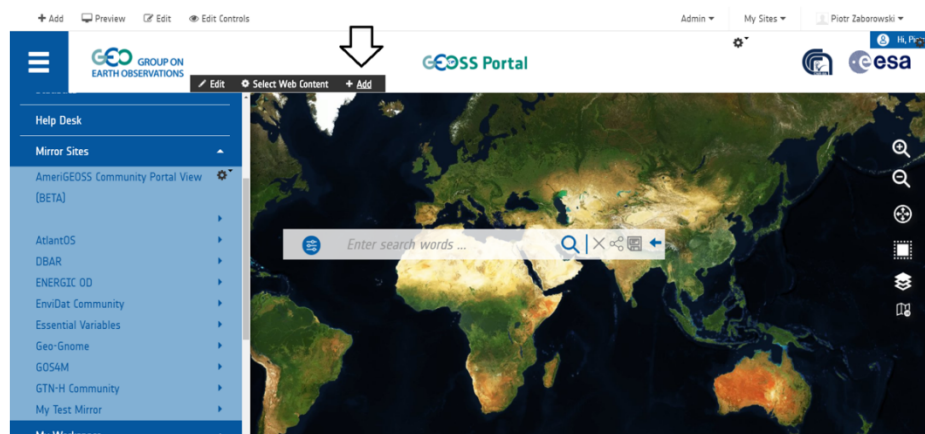 Add Preview Edit Edit Controls Admin My Sites Piotr Zaborowski
Hi,
GEO GROUP ON
EARTH OBSERVATIONS
GEOSS Portal
esa
Edit Select Web Content Add
Help Desk
Mirror Sites
AmeriGEOSS Community Portal View
(BETA)
AtlantOS
DBAR
ENERGIC OD
EnviDat Community
Essential Variables
Geo-Gnome
GOS4M
GTN-H Community
My Test Mirror
Enter search words ...